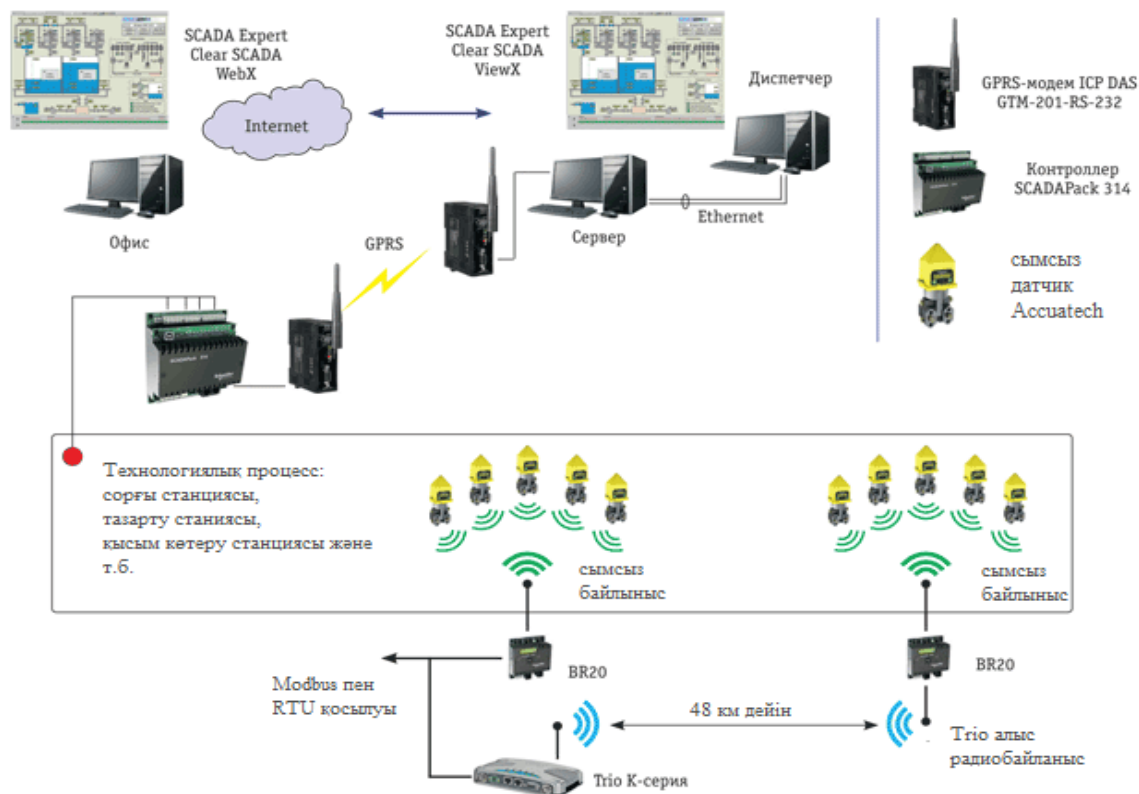 SCADA Expert
Clear SCADA
WebX
Internet
SCADA Expert
Clear SCADA
ViewX
Диспетчер
GPRS-модем ICP DAS
GTM-201-RS-232
Контроллер
SCADAPack 314
сымсыз
датчик
Accuatech
Офис
GPRS
Сервер
Ethernet
Технологиялық процесс:
сорғы станциясы,
тазарту станиясы,
қысым көтеру станциясы және
т.б.
сымсыз
байлыныс
сымсыз
байлыныс
BR20
BR20
Modbus пен
RTU қосылуы
48 км дейін
Trio алыс
радиобайланыс
Trio К-серия